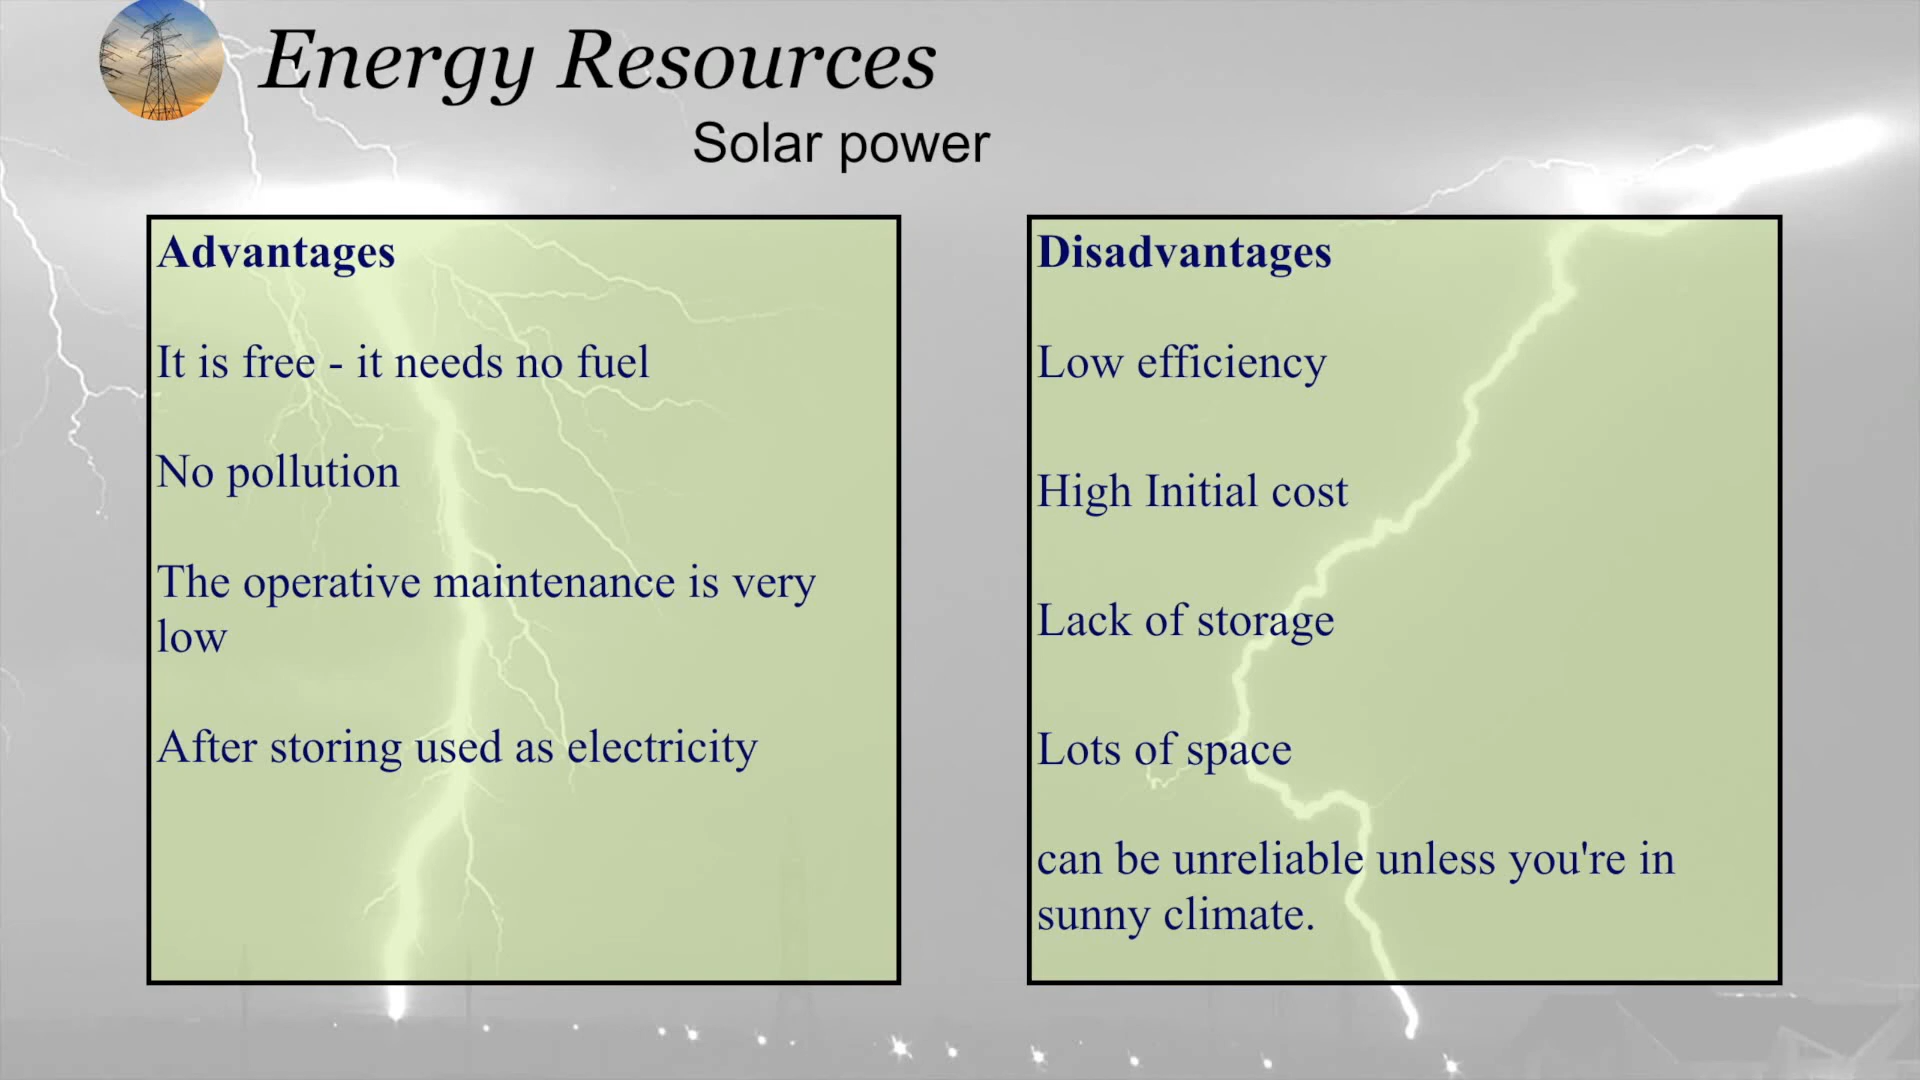 Energy Resources
Solar power
Advantages
It is free - it needs no fuel
No pollution
The operative maintenance is very
low
After storing used as electricity
Disadvantages
Low efficiency
High Initial cost
Lack of storage
Lots of space
can be unreliable unless you're in
sunny climate.